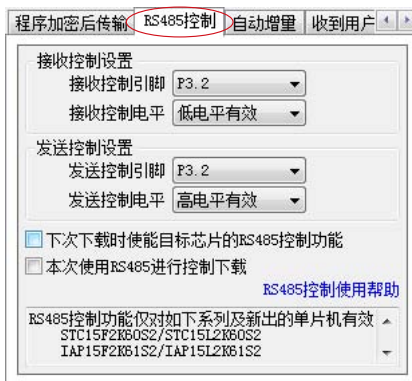 程序加密后传输 RS485控制 自动增量 收到用户
接收控制设置
接收控制引脚 P3.2
接收控制电平 低电平有效
发送控制设置
发送控制引脚 P3.2
发送控制电平 高电平有效
下次下载时使能目标芯片的RS485控制功能
本次使用RS485进行控制下载
RS485控制使用帮助
RS485控制功能仅对如下系列及新出的单片机有效
STC15F2K60S2/STC15L2K60S2
IAP15F2K61S2/IAP15L2K61S2